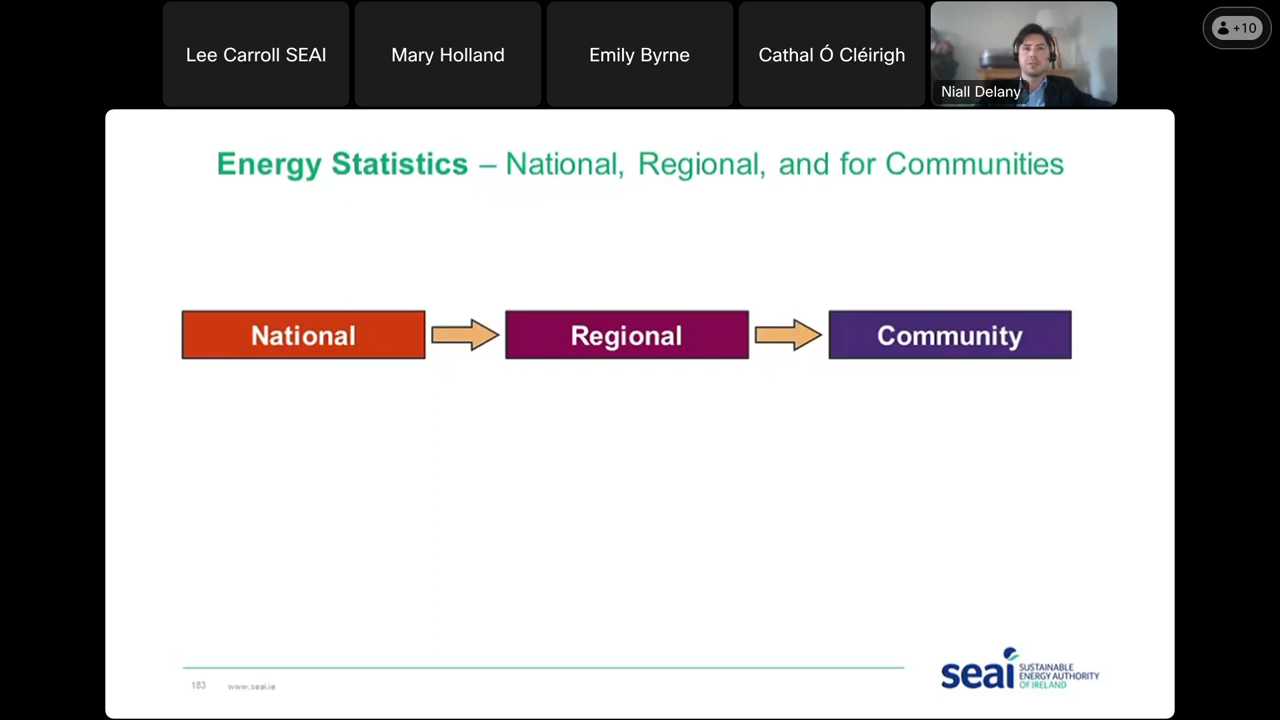 Lee Carroll SEAI
Mary Holland
Emily Byrne
Cathal Ó Cléirigh
Niall Delany
+10
Energy Statistics – National, Regional, and for Communities
National
Regional
Community
183
www.seai.ie
seai
SUSTAINABLE
ENERGY AUTHORITY
OF IRELAND